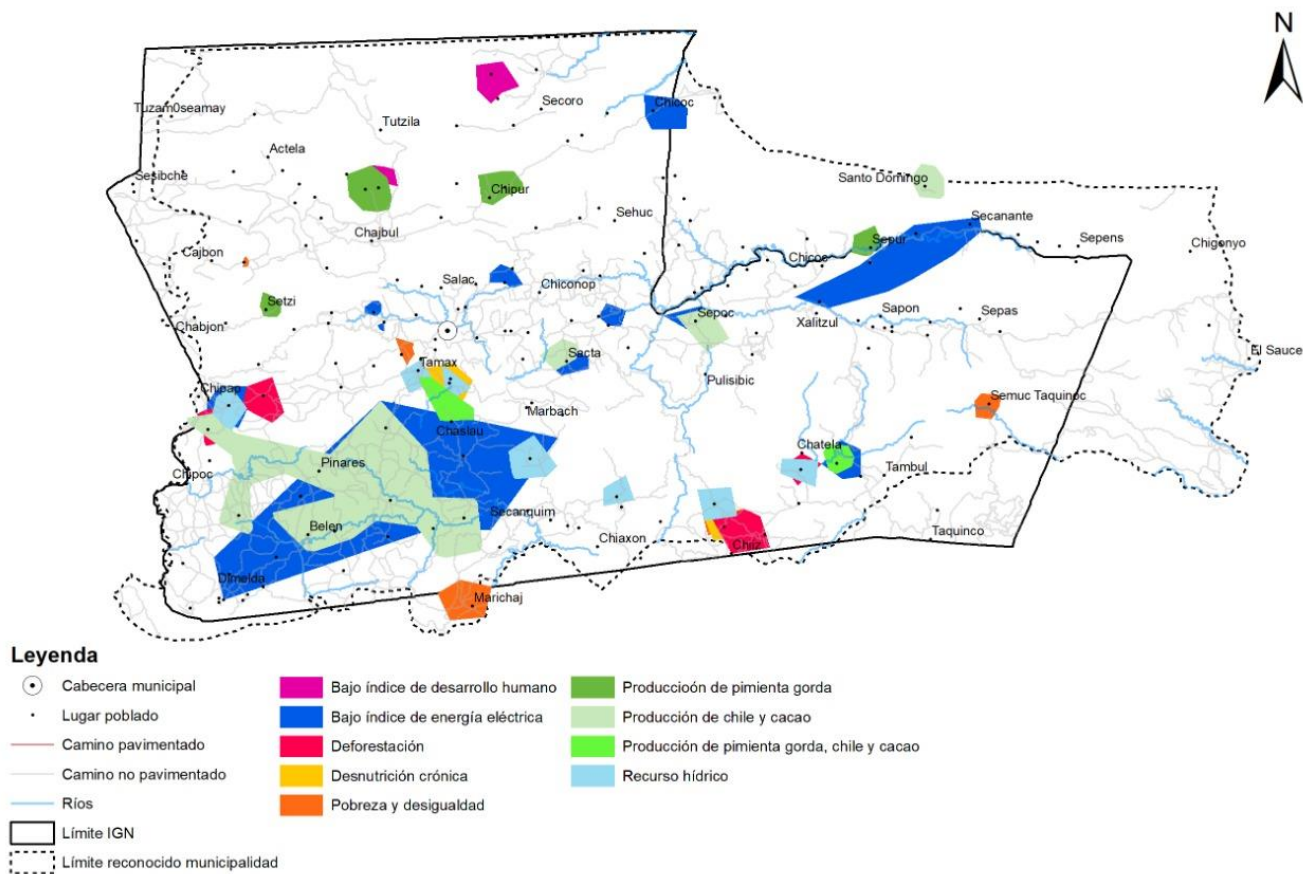 N
Chicoc
Secoro
Tuzam0seamay
Tutzila
Actela
Sesibche
Santo Domingo
Chipur
Sehuc
Secanante
Chajbul
Sepur
Sepens
Chigonyo
Cajbon
Chicoc
Salac
Chiconop
Setzi
Sepoc
Xalitzul
Sapon
Sepas
Chabjon
Sacta
El Sauce
Tamax
Pulisibic
Chipap
Semuc Taquinoc
Marbach
Chaslau
Chatela
Pinares
Chipoc
Tambul
Secanquim
Belen
Taquinco
Chiaxon
Chiiz
Dimelda
Marichaj
Leyenda
Cabecera municipal
Lugar poblado
Camino pavimentado
Camino no pavimentado
Ríos
Límite IGN
Límite reconocido municipalidad
Bajo índice de desarrollo humano
Bajo índice de energía eléctrica
Deforestación
Desnutrición crónica
Pobreza y desigualdad
Produccioón de pimienta gorda
Producción de chile y cacao
Producción de pimienta gorda, chile y cacao
Recurso hídrico